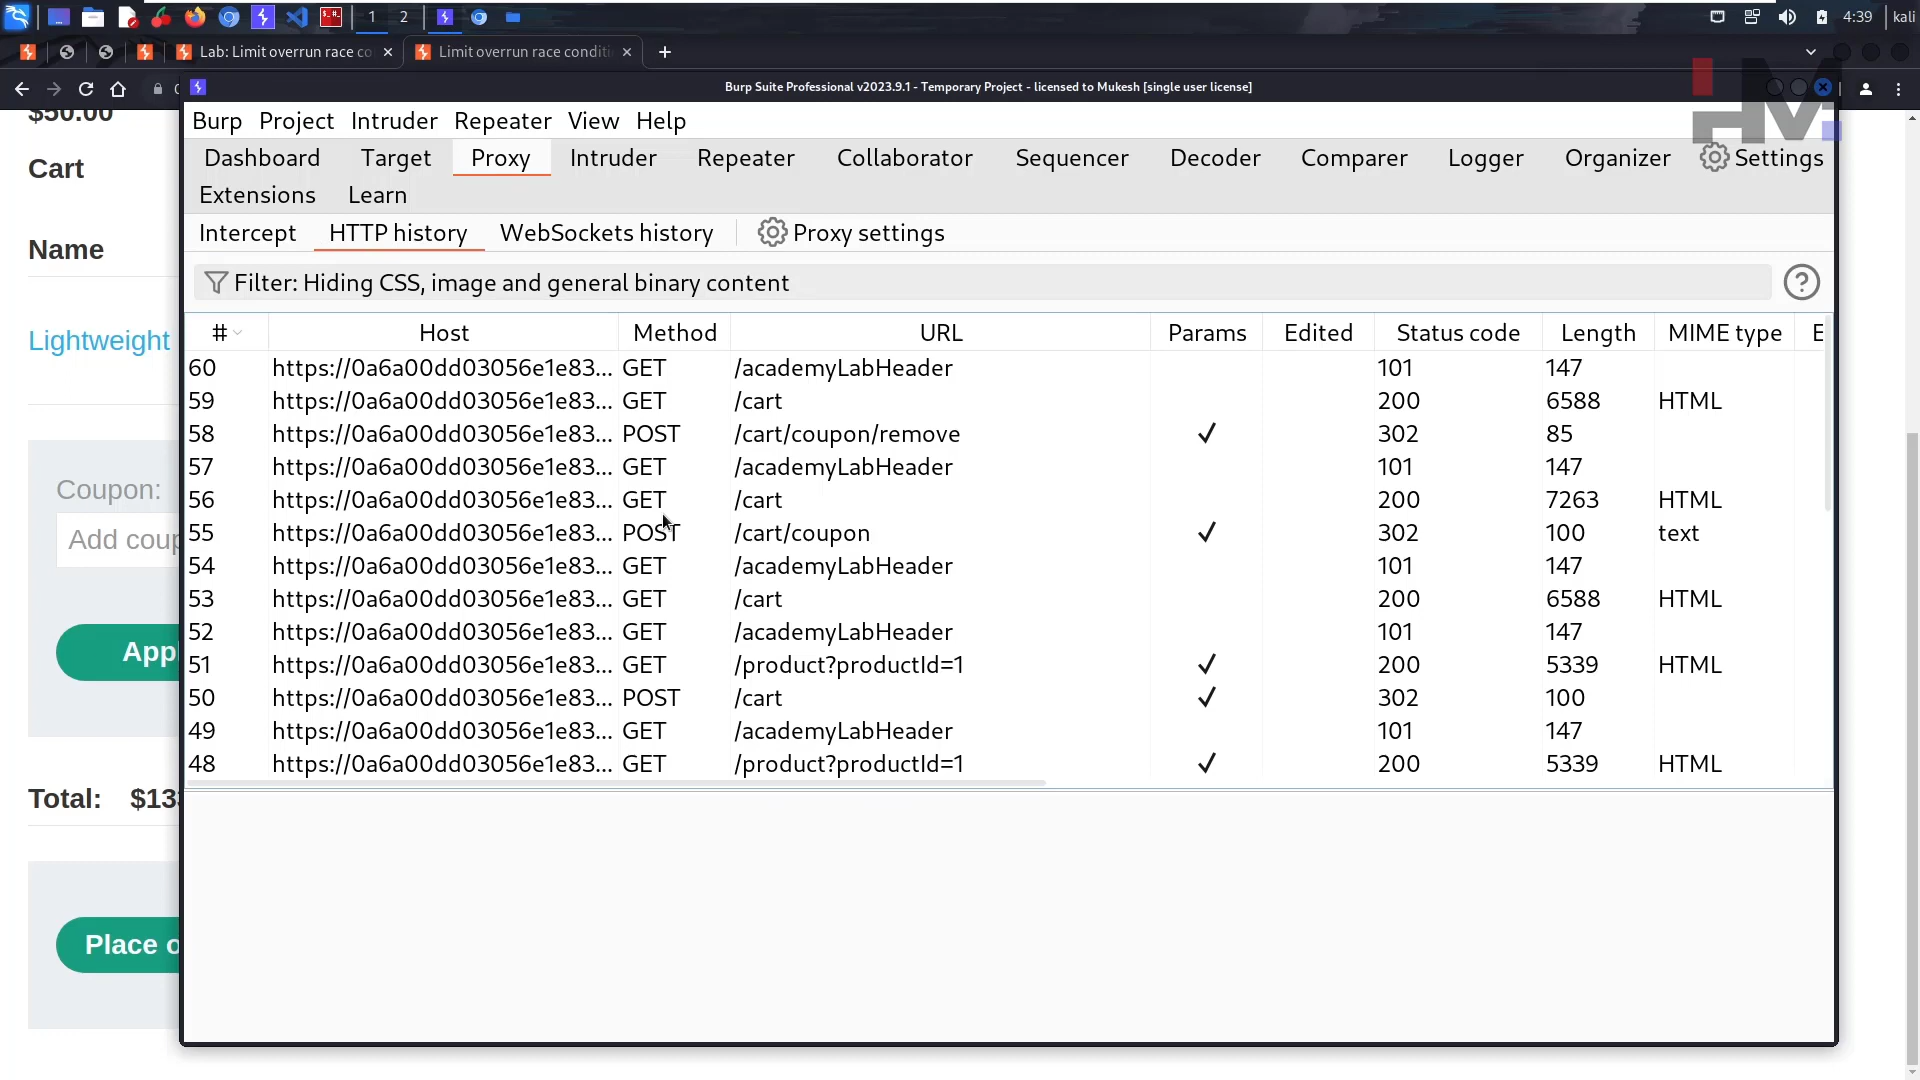 1 2 4:39 kali
Lab: Limit overrun race co Limit overrun race conditi
Burp Suite Professional v2023.9.1 - Temporary Project - licensed to Mukesh [single user license]
HM.
$50.00
Cart
Name
Lightweight
Coupon:
Add coup
Appl
Total: $133
Place o
Burp Project Intruder Repeater View Help
Dashboard Target Proxy Intruder Repeater Collaborator Sequencer Decoder Comparer Logger Organizer Settings
Extensions Learn
Intercept HTTP history WebSockets history Proxy settings
Filter: Hiding CSS, image and general binary content ?
# Host Method URL Params Edited Status code Length MIME type E
60 https://0a6a00dd03056e1e83... GET /academyLabHeader 101 147
59 https://0a6a00dd03056e1e83... GET /cart 200 6588 HTML
58 https://0a6a00dd03056e1e83... POST /cart/coupon/remove ✓ 302 85
57 https://0a6a00dd03056e1e83... GET /academyLabHeader 101 147
56 https://0a6a00dd03056e1e83... GET /cart 200 7263 HTML
55 https://0a6a00dd03056e1e83... POST /cart/coupon ✓ 302 100 text
54 https://0a6a00dd03056e1e83... GET /academyLabHeader 101 147
53 https://0a6a00dd03056e1e83... GET /cart 200 6588 HTML
52 https://0a6a00dd03056e1e83... GET /academyLabHeader 101 147
51 https://0a6a00dd03056e1e83... GET /product?productId=1 ✓ 200 5339 HTML
50 https://0a6a00dd03056e1e83... POST /cart ✓ 302 100
49 https://0a6a00dd03056e1e83... GET /academyLabHeader 101 147
48 https://0a6a00dd03056e1e83... GET /product?productId=1 ✓ 200 5339 HTML